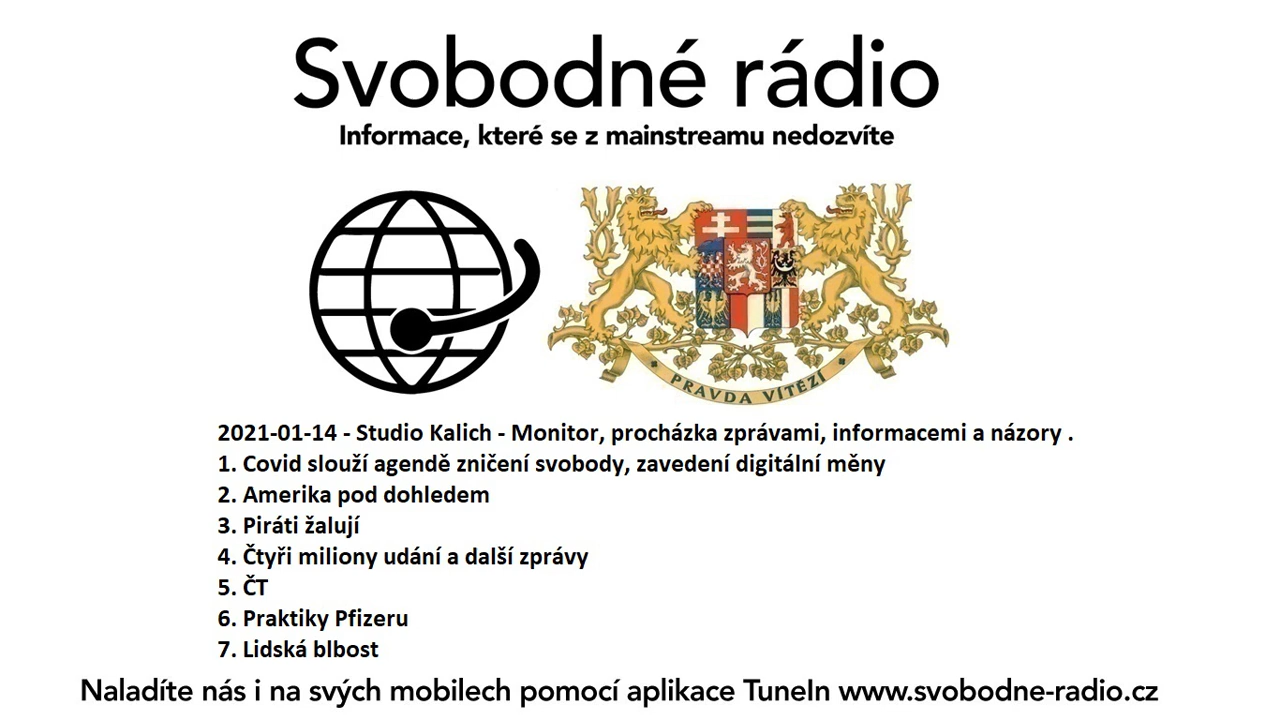 Svobodné rádio
Informace, které se z mainstreamu nedozvíte
PRAVDA VÍTĚZÍ
2021-01-14 - Studio Kalich - Monitor, procházka zprávami, informacemi a názory .
1. Covid slouží agendě zničení svobody, zavedení digitální měny
2. Amerika pod dohledem
3. Piráti žalují
4. Čtyři miliony udání a další zprávy
5. ČT
6. Praktiky Pfizeru
7. Lidská blbost
Naladíte nás i na svých mobilech pomocí aplikace TuneIn www.svobodne-radio.cz